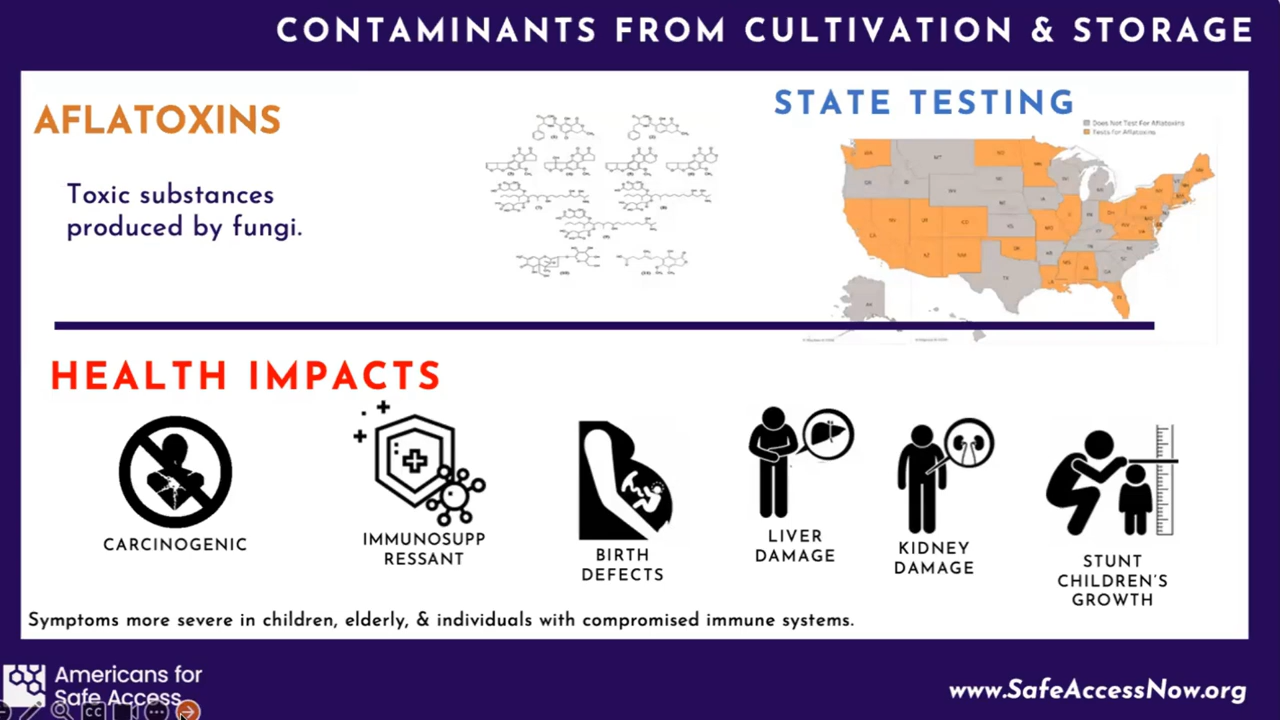 CONTAMINANTS FROM CULTIVATION & STORAGE
AFLATOXINS
Toxic substances
produced by fungi.
STATE TESTING
Does Not Test For Aflatoxins
Tests for Aflatoxins
HEALTH IMPACTS
CARCINOGENIC
IMMUNOSUPP
RESSANT
BIRTH
DEFECTS
LIVER
DAMAGE
KIDNEY
DAMAGE
STUNT
CHILDREN'S
GROWTH
Symptoms more severe in children, elderly, & individuals with compromised immune systems.
Americans for
Safe Access
CC
www.SafeAccessNow.org